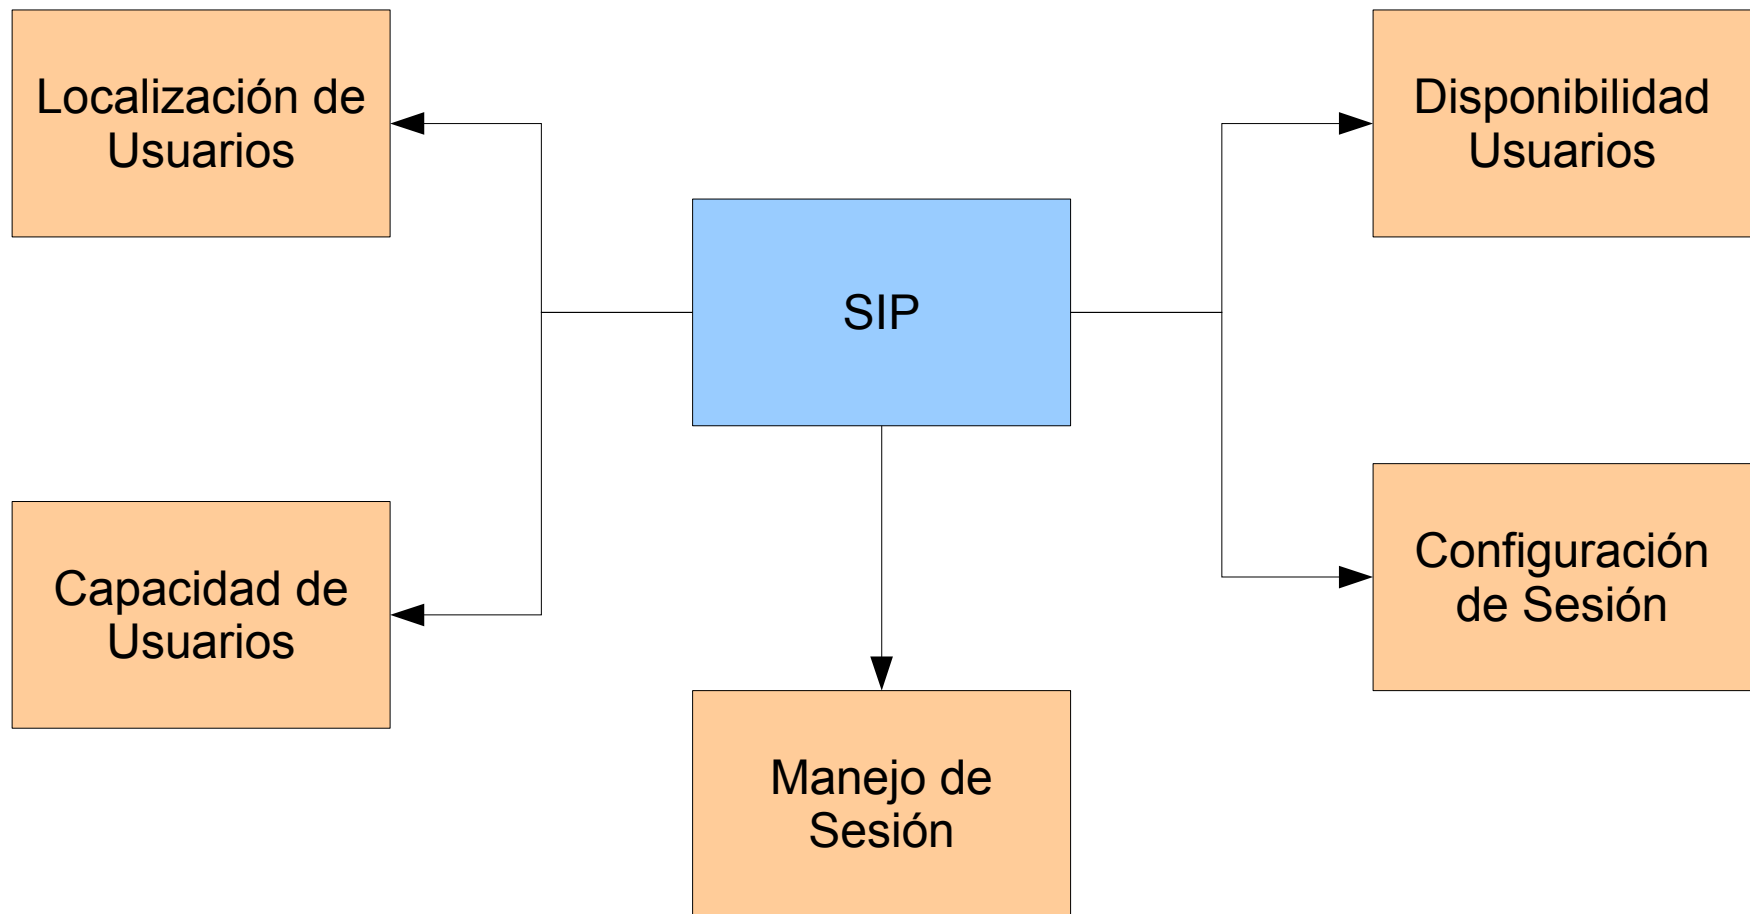 Localización de
Usuarios
Disponibilidad
Usuarios
SIP
Capacidad de
Usuarios
Configuración
de Sesión
Manejo de
Sesión